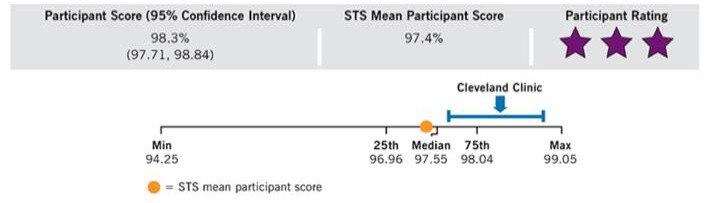 Participant Score (95% Confidence Interval)
98.3%
(97.71, 98.84)
STS Mean Participant Score
97.4%
Participant Rating
Cleveland Clinic
Min
94.25
25th
96.96
Median
97.55
75th
98.04
Max
99.05
= STS mean participant score